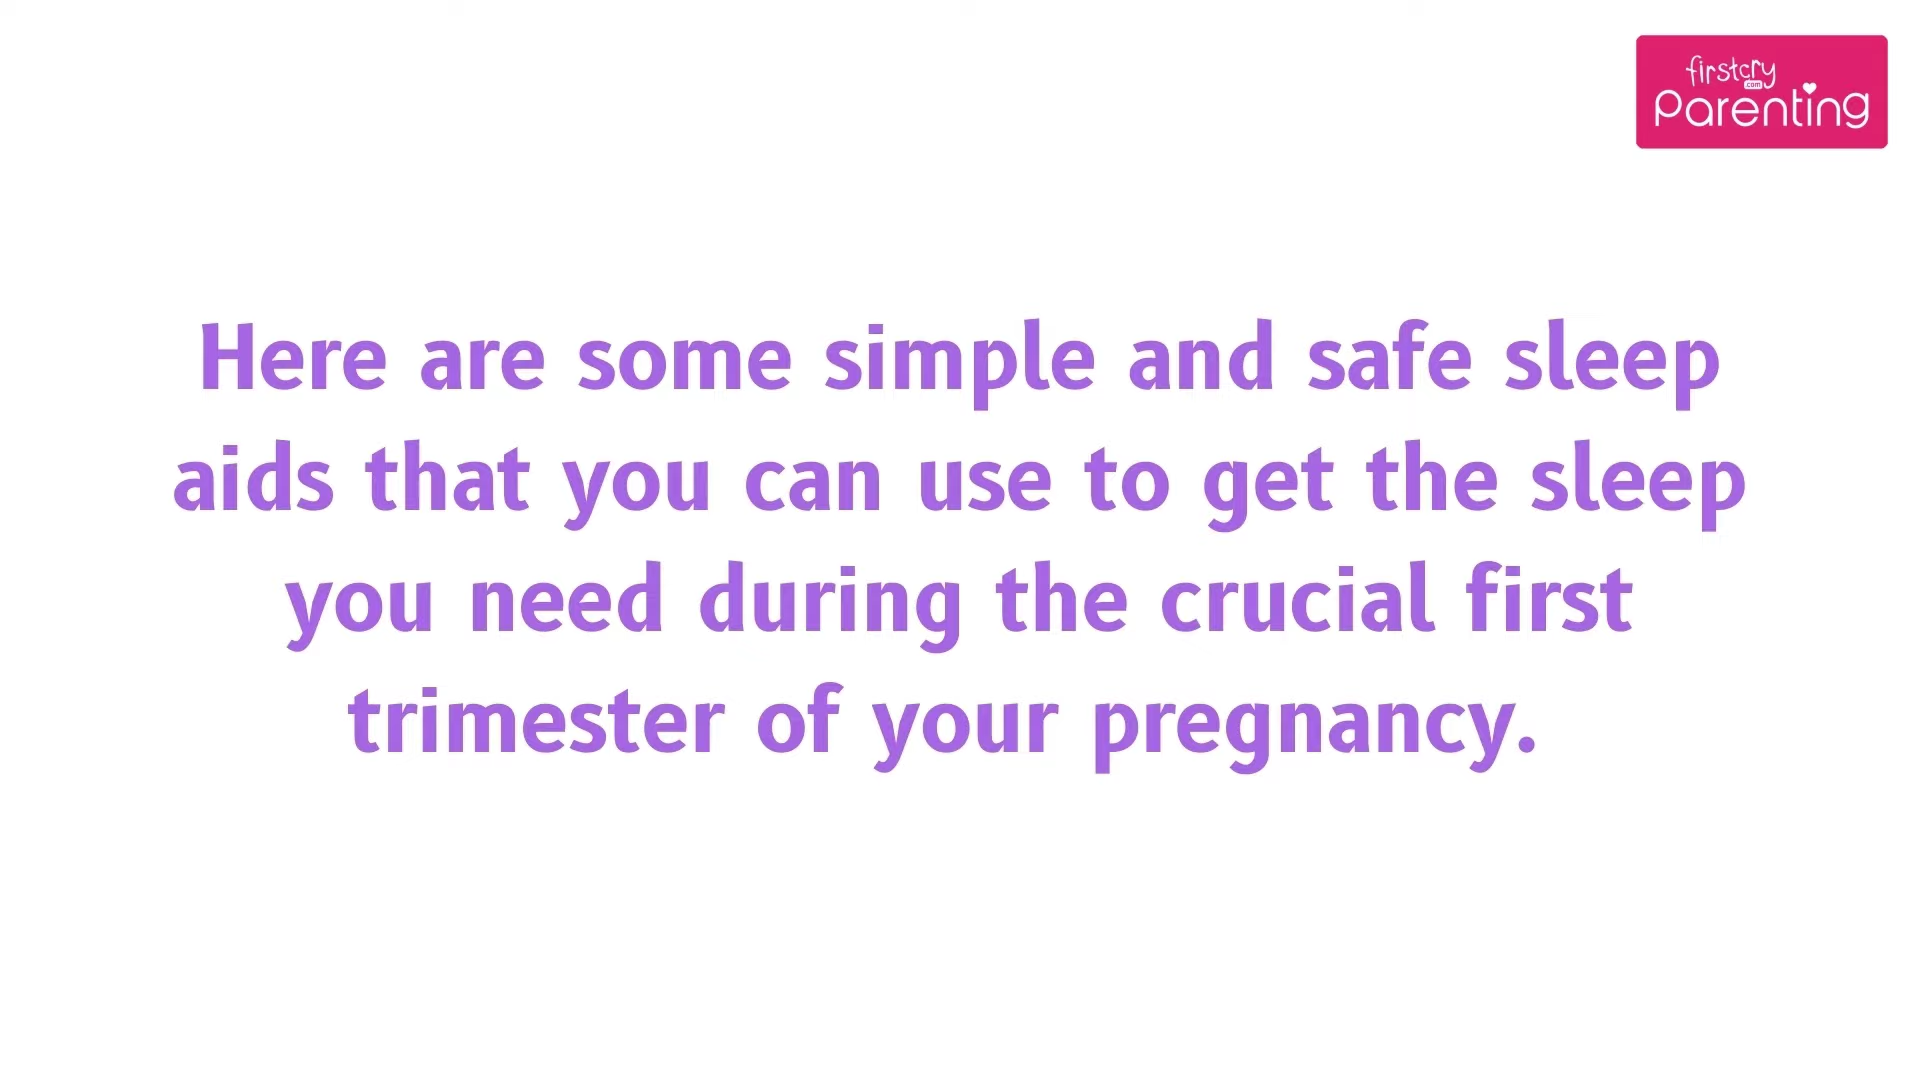 firstcry
.com
Parenting
Here are some simple and safe sleep
aids that you can use to get the sleep
you need during the crucial first
trimester of your pregnancy.